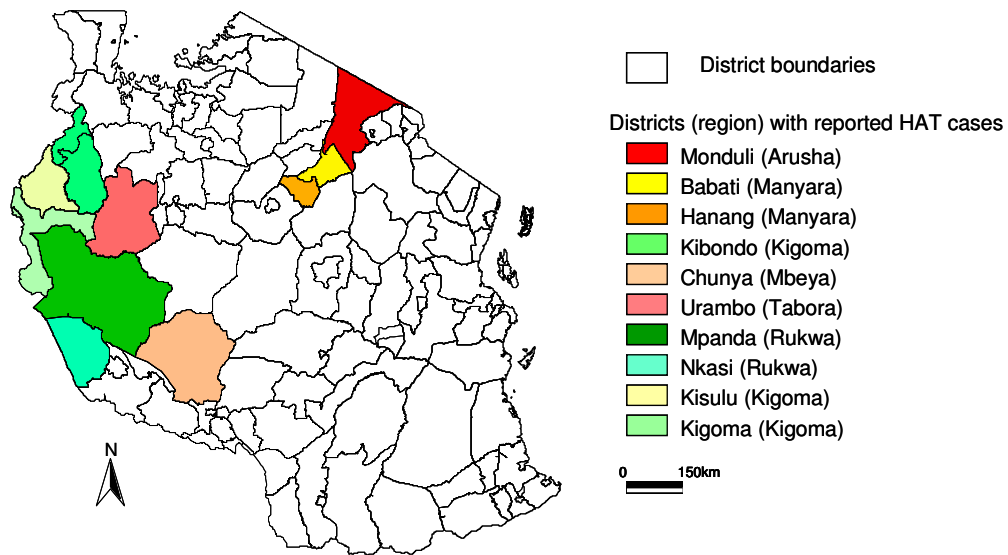 District boundaries
Districts (region) with reported HAT cases
Monduli (Arusha)
Babati (Manyara)
Hanang (Manyara)
Kibondo (Kigoma)
Chunya (Mbeya)
Urambo (Tabora)
Mpanda (Rukwa)
Nkasi (Rukwa)
Kisulu (Kigoma)
Kigoma (Kigoma)
N
0 150km